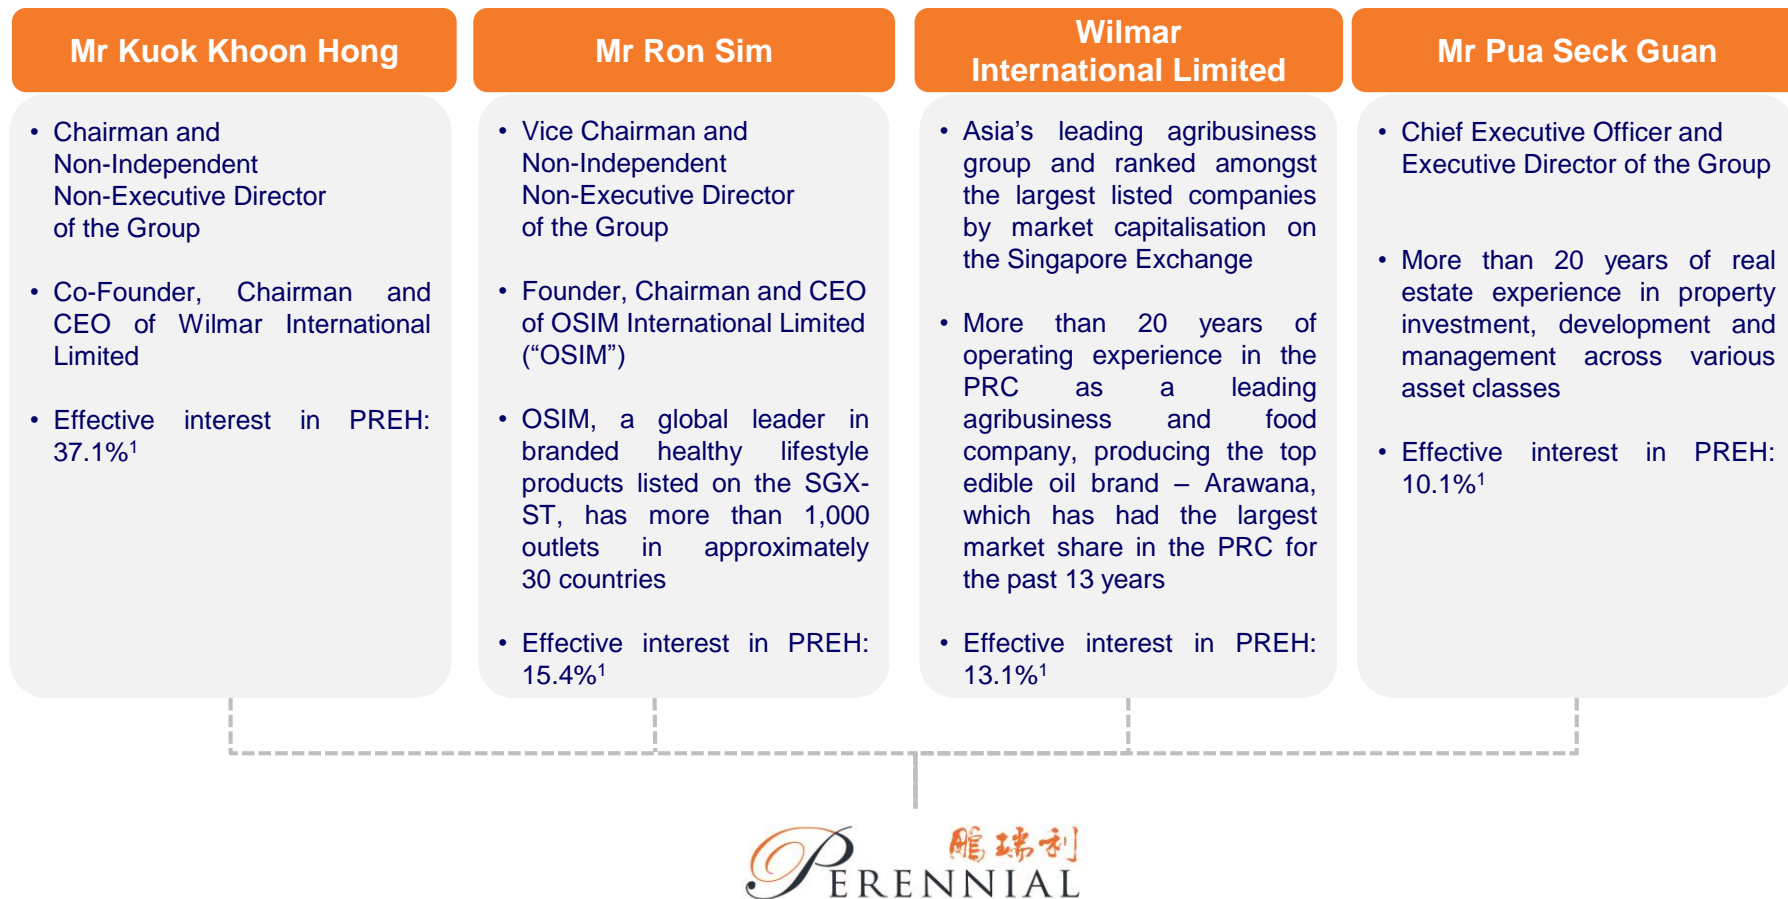 Mr Kuok Khoon Hong
• Chairman and
Non-Independent
Non-Executive Director
of the Group
• Co-Founder, Chairman and
CEO of Wilmar International
Limited
• Effective interest in PREH:
37.1%1
Mr Ron Sim
• Vice Chairman and
Non-Independent
Non-Executive Director
of the Group
• Founder, Chairman and CEO
of OSIM International Limited
(“OSIM”)
• OSIM, a global leader in
branded healthy lifestyle
products listed on the SGX-
ST, has more than 1,000
outlets in approximately
30 countries
• Effective interest in PREH:
15.4%1
Wilmar
International Limited
• Asia’s leading agribusiness
group and ranked amongst
the largest listed companies
by market capitalisation on
the Singapore Exchange
• More than 20 years of
operating experience in the
PRC as a leading
agribusiness and food
company, producing the top
edible oil brand – Arawana,
which has had the largest
market share in the PRC for
the past 13 years
• Effective interest in PREH:
13.1%1
Mr Pua Seck Guan
• Chief Executive Officer and
Executive Director of the Group
• More than 20 years of real
estate experience in property
investment, development and
management across various
asset classes
• Effective interest in PREH:
10.1%1
鵬瑞利
PERENNIAL